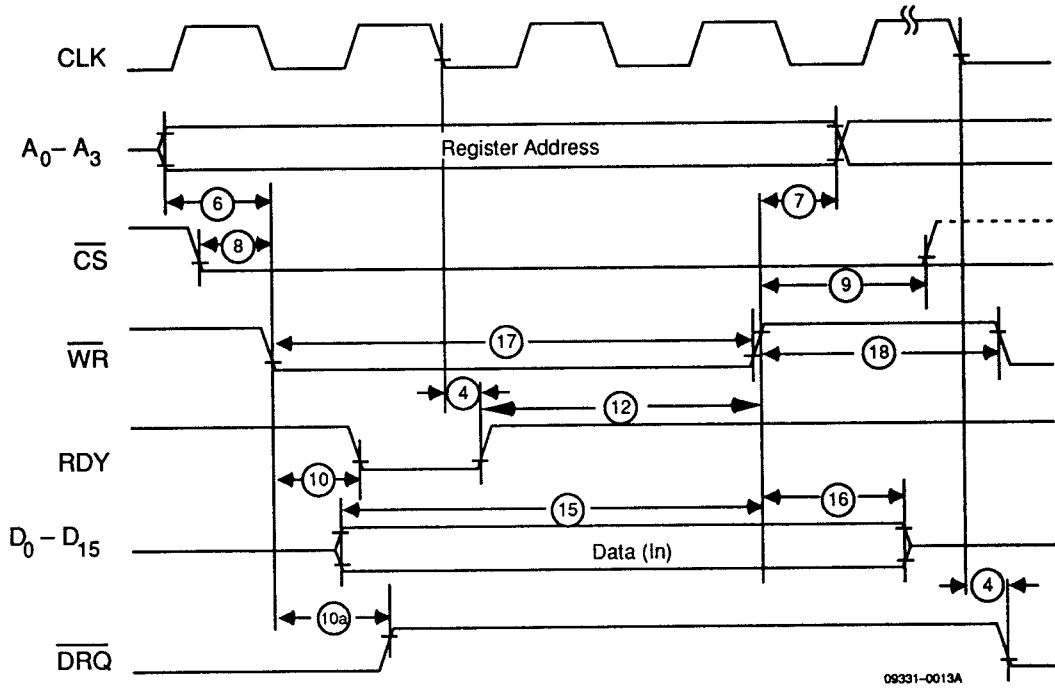 CLK
A0–A3
Register Address
6
7
CS
8
9
WR
17
18
4
12
RDY
10
15
16
D0–D15
Data (In)
4
10a
DRQ
09331-0013A